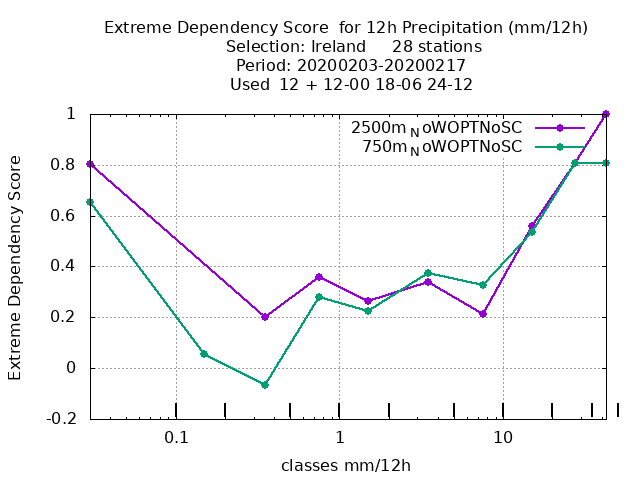 Extreme Dependency Score  for 12h Precipitation (mm/12h)
Selection: Ireland     28 stations
Period: 20200203-20200217
Used  12 + 12-00 18-06 24-12
2500m_NoWOPTNoSC
750m_NoWOPTNoSC
1
0.8
0.6
0.4
0.2
0
-0.2
Extreme Dependency Score
0.1
1
10
classes mm/12h